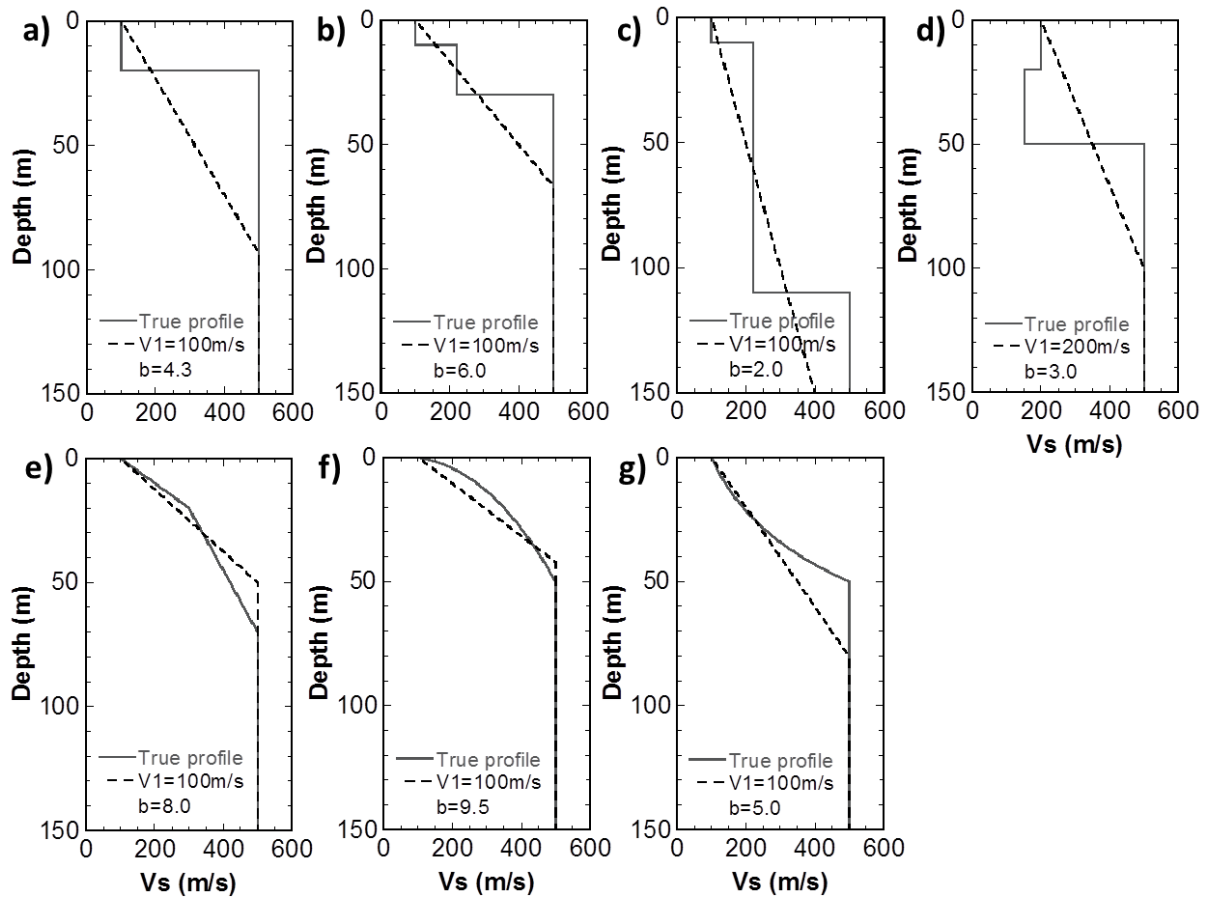 a)
0
50
100
150
Depth (m)
True profile
V1=100m/s
b=4.3
0 200 400 600
b)
0
50
100
150
Depth (m)
True profile
V1=100m/s
b=6.0
0 200 400 600
c)
0
50
100
150
Depth (m)
True profile
V1=100m/s
b=2.0
0 200 400 600
d)
0
50
100
150
Depth (m)
True profile
V1=200m/s
b=3.0
0 200 400 600
Vs (m/s)
e)
0
50
100
150
Depth (m)
True profile
V1=100m/s
b=8.0
0 200 400 600
Vs (m/s)
f)
0
50
100
150
Depth (m)
True profile
V1=100m/s
b=9.5
0 200 400 600
Vs (m/s)
g)
0
50
100
150
Depth (m)
True profile
V1=100m/s
b=5.0
0 200 400 600
Vs (m/s)